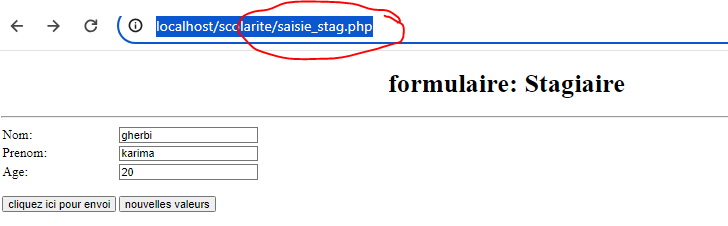 localhost/scolarite/saisie_stag.php
formulaire: Stagiaire
Nom: gherbi
Prenom: karima
Age: 20
cliquez ici pour envoi nouvelles valeurs